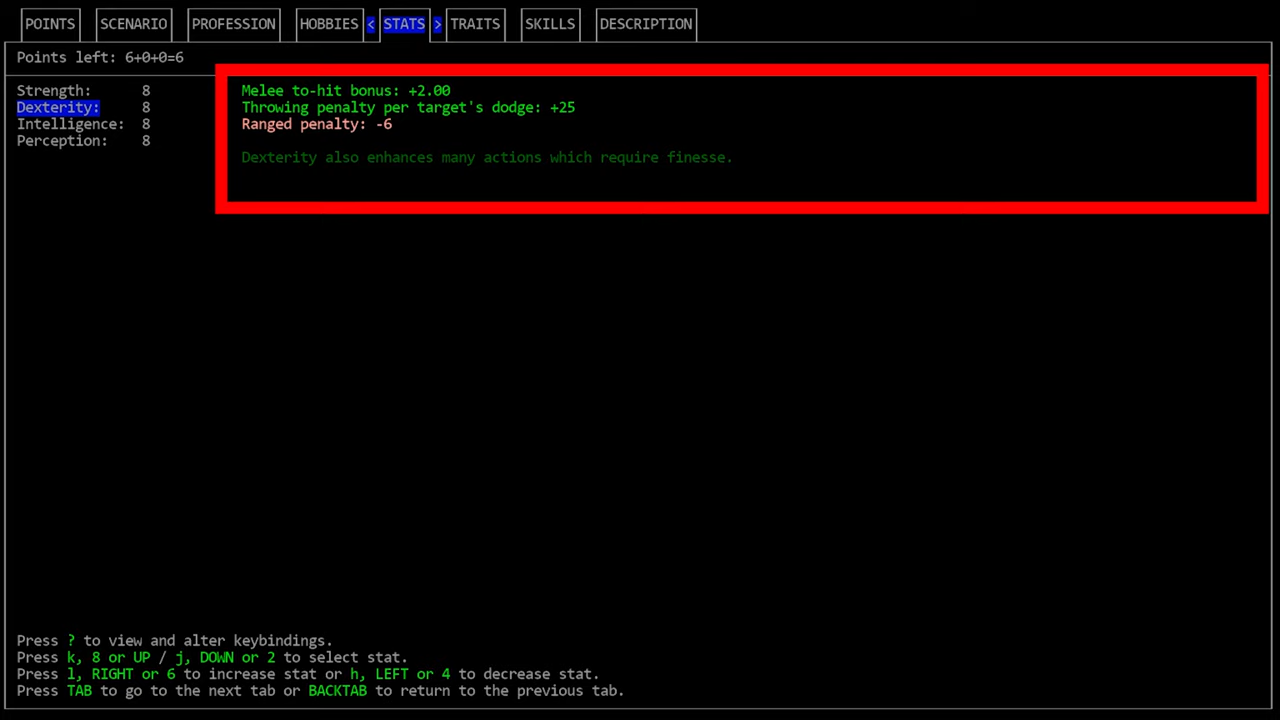 POINTS SCENARIO PROFESSION HOBBIES < STATS > TRAITS SKILLS DESCRIPTION
Points left: 6+0+0=6
Strength: 8
Dexterity: 8
Intelligence: 8
Perception: 8
Melee to-hit bonus: +2.00
Throwing penalty per target's dodge: +25
Ranged penalty: -6
Dexterity also enhances many actions which require finesse.
Press ? to view and alter keybindings.
Press k, 8 or UP / j, DOWN or 2 to select stat.
Press l, RIGHT or 6 to increase stat or h, LEFT or 4 to decrease stat.
Press TAB to go to the next tab or BACKTAB to return to the previous tab.